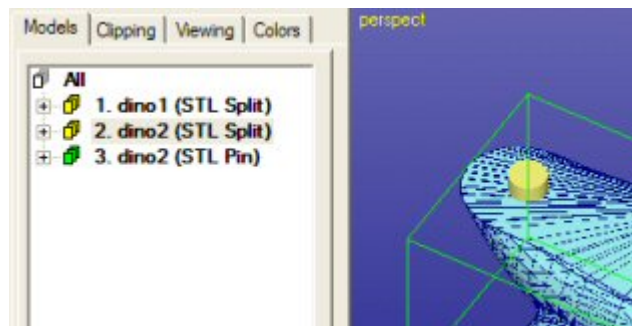 Models Clipping Viewing Colors
perspect
All
1. dino1 (STL Split)
2. dino2 (STL Split)
3. dino2 (STL Pin)